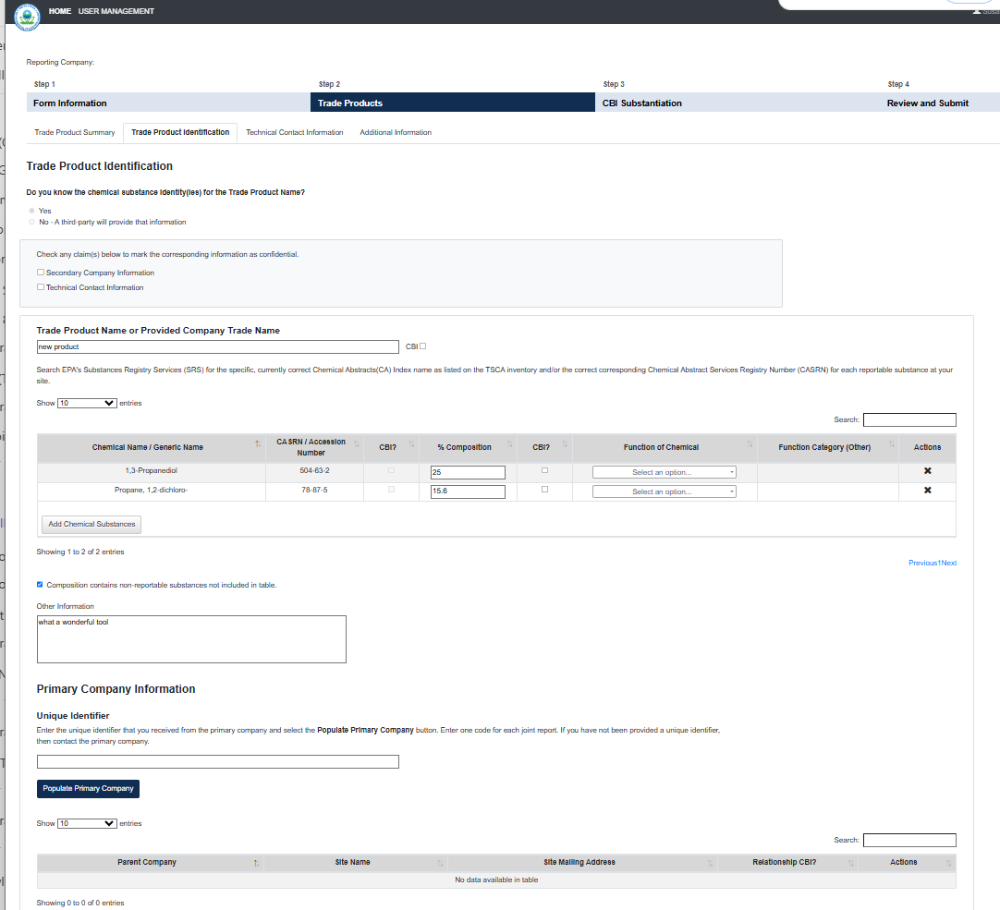 HOME USER MANAGEMENT
Reporting Company:
Step 1 Step 2 Step 3 Step 4
Form Information Trade Products CBI Substantiation Review and Submit
Trade Product Summary Trade Product Identification Technical Contact Information Additional Information
Trade Product Identification
Do you know the chemical substance identity(ies) for the Trade Product Name?
Yes
No - A third-party will provide that information
Check any claim(s) below to mark the corresponding information as confidential.
Secondary Company Information
Technical Contact Information
Trade Product Name or Provided Company Trade Name
new product CBI
Search EPA's Substances Registry Services (SRS) for the specific, currently correct Chemical Abstracts(CA) Index name as listed on the TSCA inventory and/or the correct corresponding Chemical Abstract Services Registry Number (CASRN) for each reportable substance at your
site.
Show 10 entries
Search:
Chemical Name / Generic Name CASRN / Accession Number CBI? % Composition CBI? Function of Chemical Function Category (Other) Actions
1,3-Propanediol 504-63-2 25 Select an option...
Propane, 1,2-dichloro- 78-87-5 15.6 Select an option...
Add Chemical Substances
Showing 1 to 2 of 2 entries
Previous1Next
Composition contains non-reportable substances not included in table.
Other Information
what a wonderful tool
Primary Company Information
Unique Identifier
Enter the unique identifier that you received from the primary company and select the Populate Primary Company button. Enter one code for each joint report. If you have not been provided a unique identifier,
then contact the primary company.
Populate Primary Company
Show 10 entries
Search:
Parent Company Site Name Site Mailing Address Relationship CBI? Actions
No data available in table
Showing 0 to 0 of 0 entries